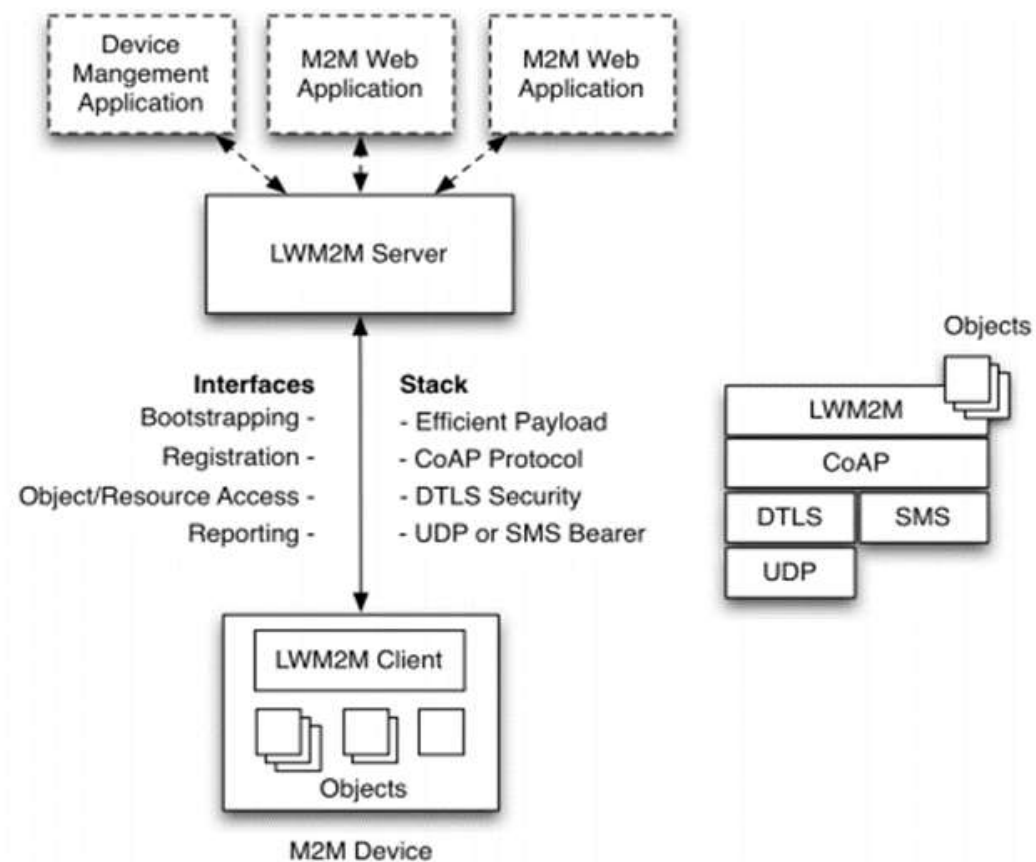 Device
Mangement
Application
M2M Web
Application
M2M Web
Application
LWM2M Server
Interfaces
Bootstrapping -
Registration -
Object/Resource Access -
Reporting -
Stack
- Efficient Payload
- CoAP Protocol
- DTLS Security
- UDP or SMS Bearer
LWM2M Client
Objects
M2M Device
Objects
LWM2M
CoAP
DTLS
SMS
UDP